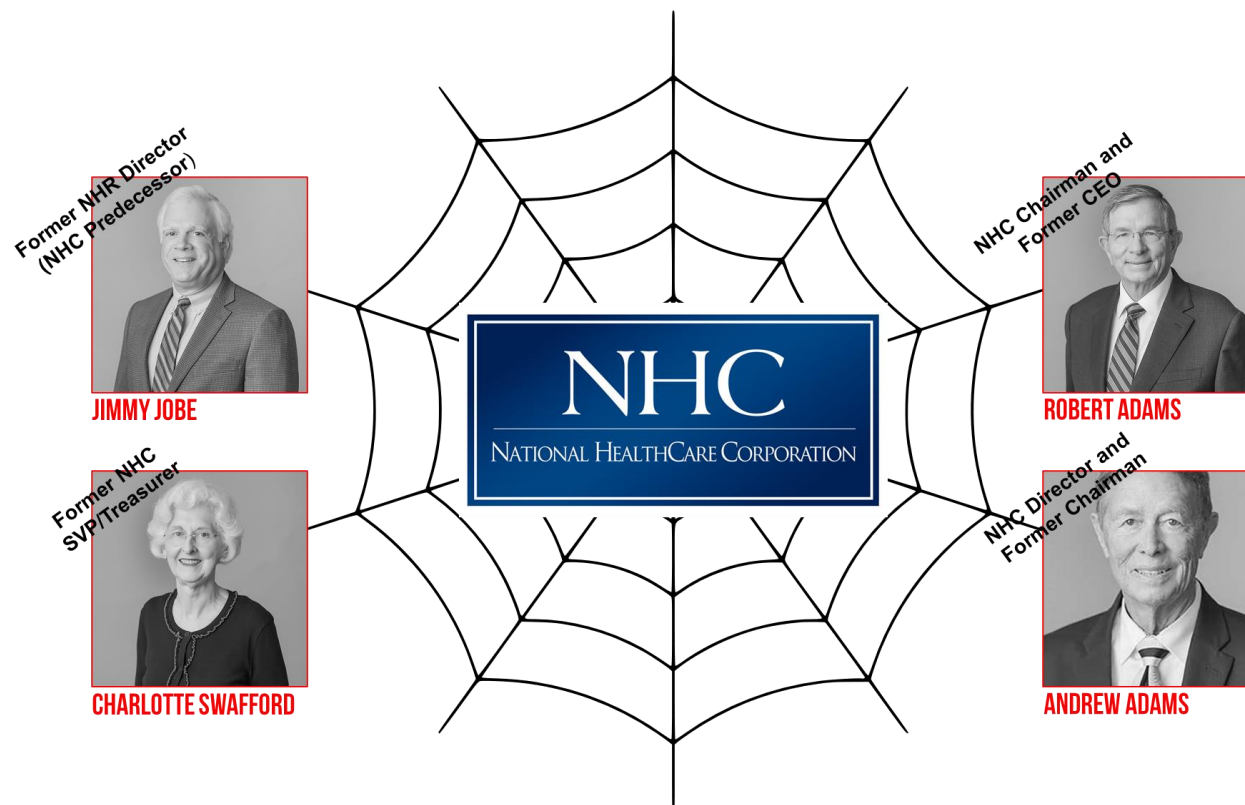 Former NHR Director
(NHC Predecessor)
JIMMY JOBE
NHC Chairman and
Former CEO
ROBERT ADAMS
NHC
NATIONAL HEALTHCARE CORPORATION
Former NHC
SVP/Treasurer
CHARLOTTE SWAFFORD
NHC Director and
Former Chairman
ANDREW ADAMS